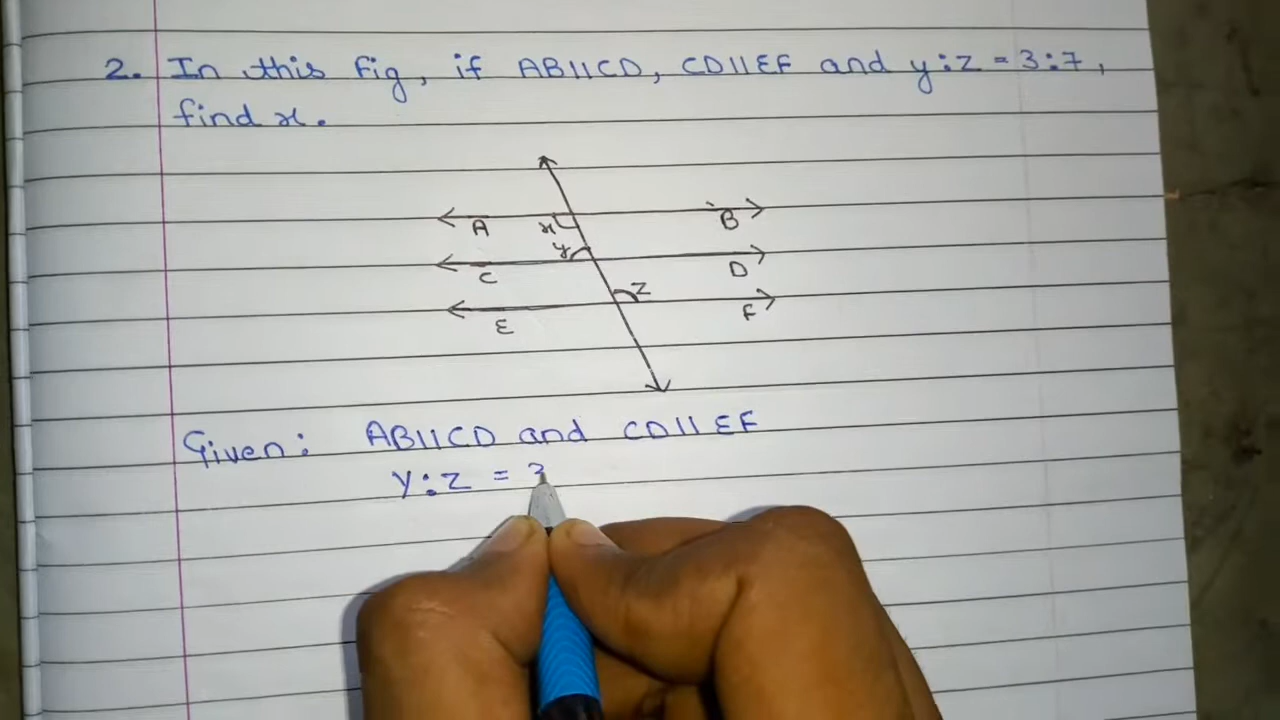 2. In this fig, if AB||CD, CD||EF and y:z = 3:7,
find x.
A B
x
y
C D
z
E F
Given: AB||CD and CD||EF
y:z = 3